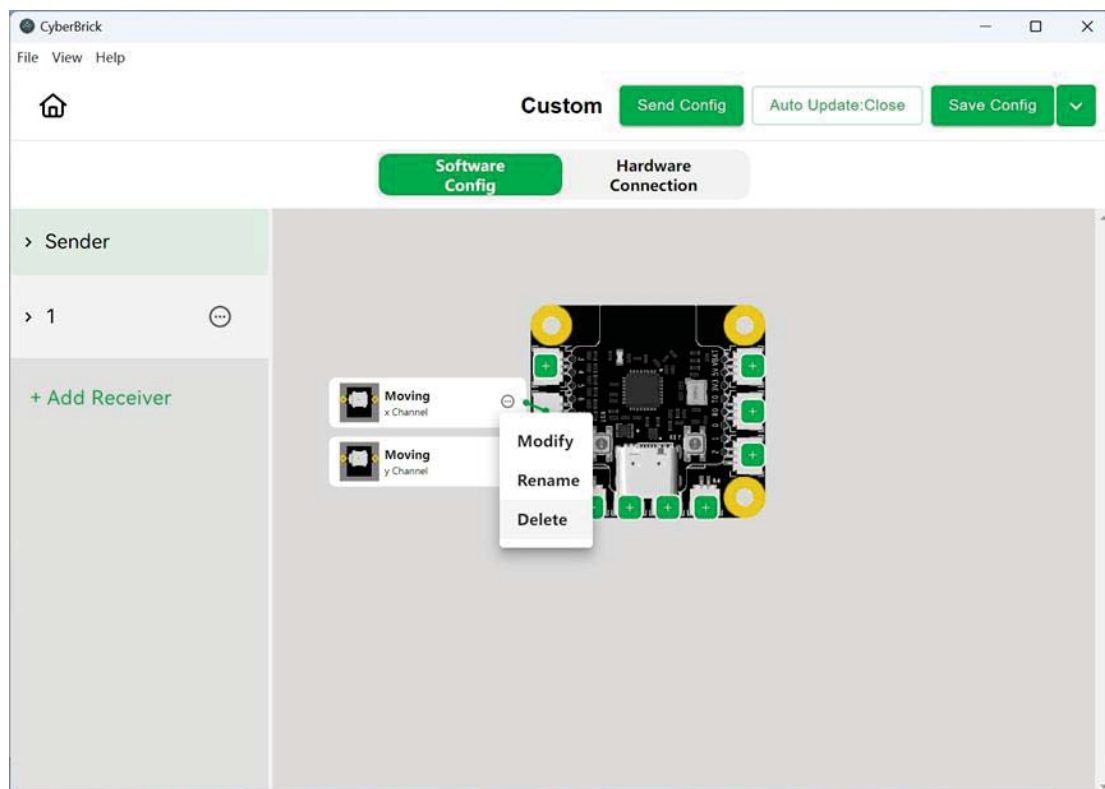 CyberBrick
File View Help
Custom
Send Config
Auto Update:Close
Save Config
Software
Config
Hardware
Connection
Sender
1
+ Add Receiver
Moving
x Channel
Moving
y Channel
Modify
Rename
Delete
KEY